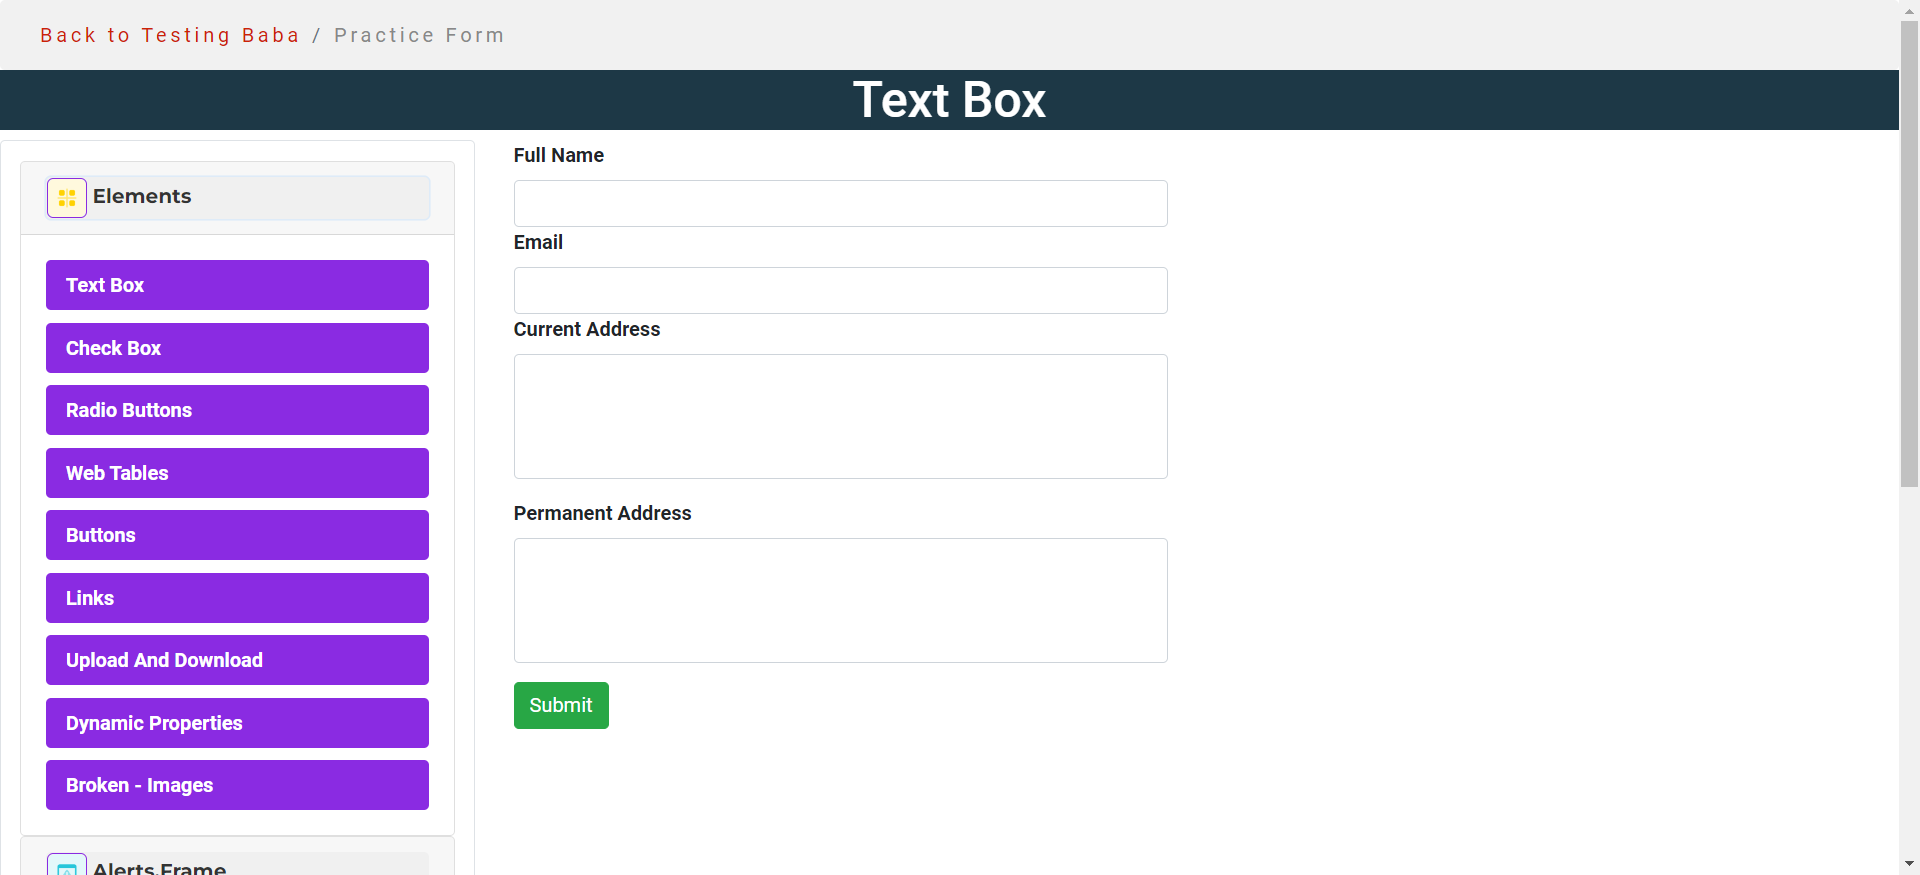 Back to Testing Baba / Practice Form
Text Box
Elements
Text Box
Check Box
Radio Buttons
Web Tables
Buttons
Links
Upload And Download
Dynamic Properties
Broken - Images
Alerts,Frame
Full Name
Email
Current Address
Permanent Address
Submit